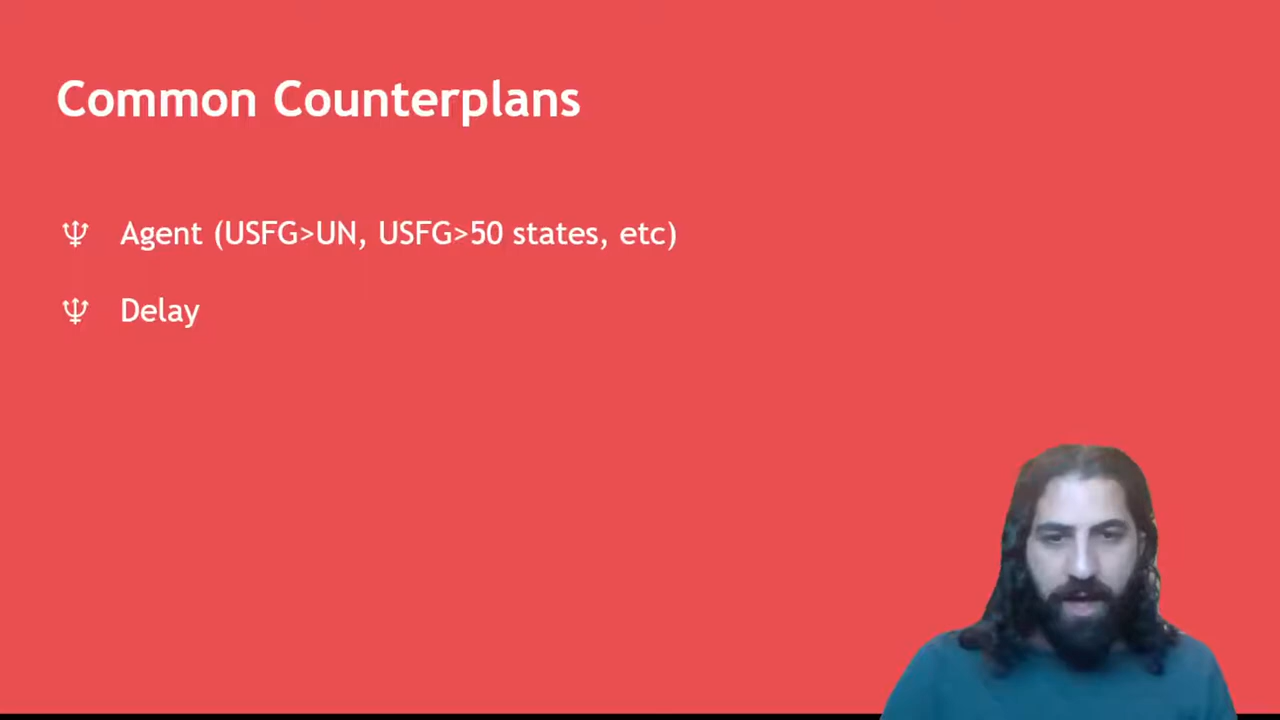 Common Counterplans
Agent (USFG>UN, USFG>50 states, etc)
Delay